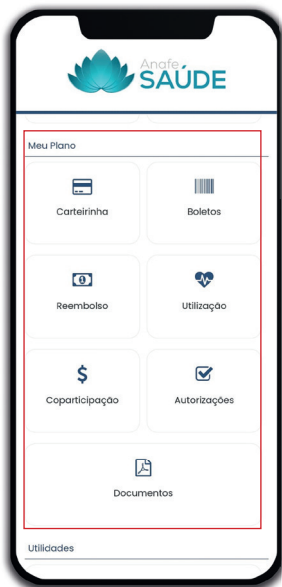 Anafe
SAÚDE
Meu Plano
Carteirinha
Boletos
Reembolso
Utilização
Coparticipação
Autorizações
Documentos
Utilidades